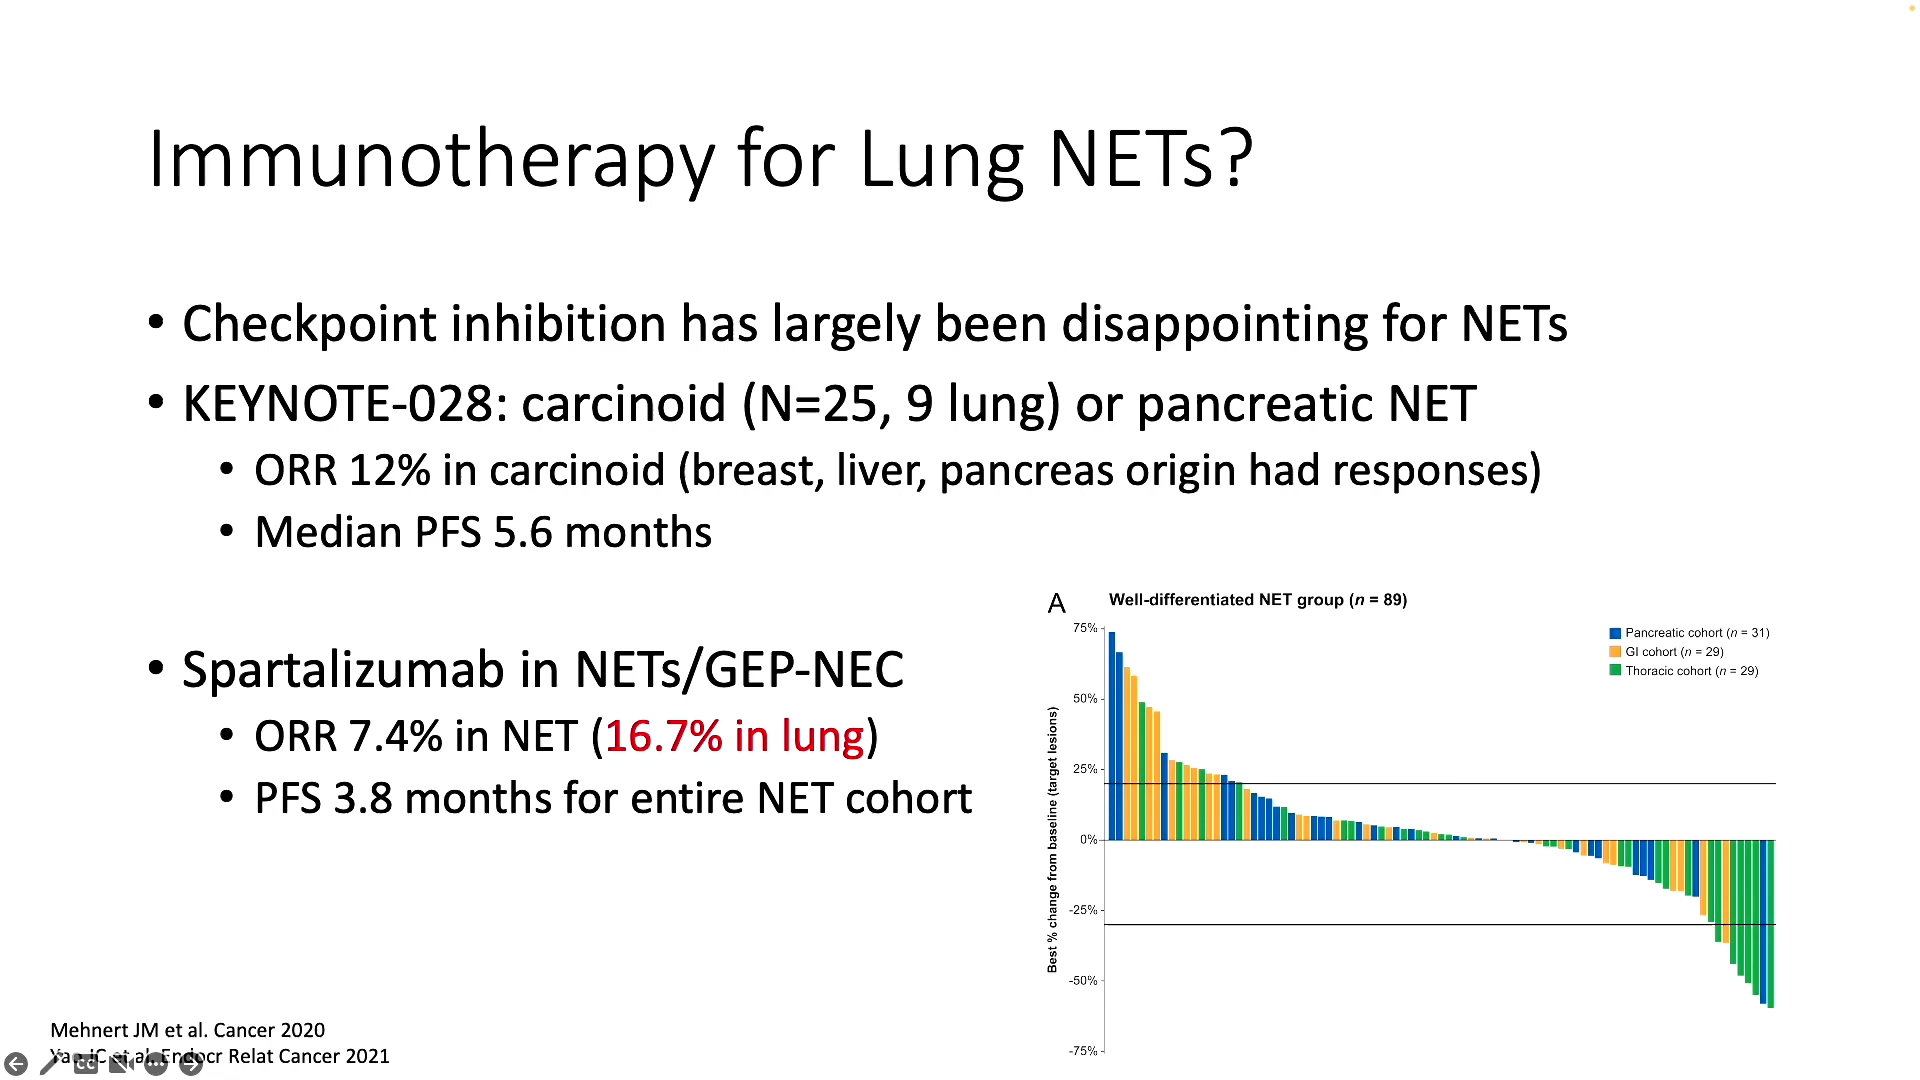 Immunotherapy for Lung NETs?
• Checkpoint inhibition has largely been disappointing for NETs
• KEYNOTE-028: carcinoid (N=25, 9 lung) or pancreatic NET
• ORR 12% in carcinoid (breast, liver, pancreas origin had responses)
• Median PFS 5.6 months
• Spartalizumab in NETs/GEP-NEC
• ORR 7.4% in NET (16.7% in lung)
• PFS 3.8 months for entire NET cohort
A Well-differentiated NET group (n = 89)
Pancreatic cohort (n = 31)
GI cohort (n = 29)
Thoracic cohort (n = 29)
Best % change from baseline (target lesions)
75%
50%
25%
0%
-25%
-50%
-75%
Mehnert JM et al. Cancer 2020
Yao JC et al. Endocr Relat Cancer 2021
CC